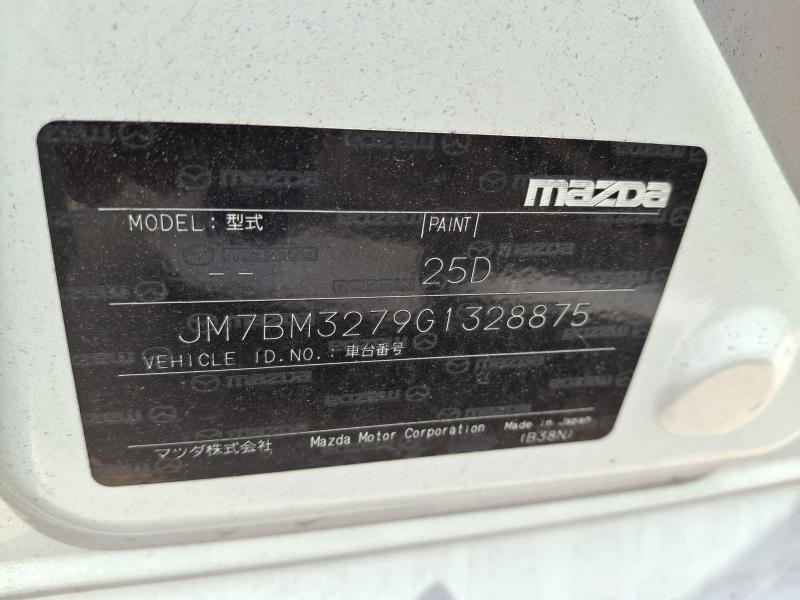 mazda
MODEL: 型式 PAINT
-- 25D
JM7BM3279G1328875
VEHICLE ID.NO.: 車台番号
マツダ株式会社 Mazda Motor Corporation Made in Japan
(B38N)